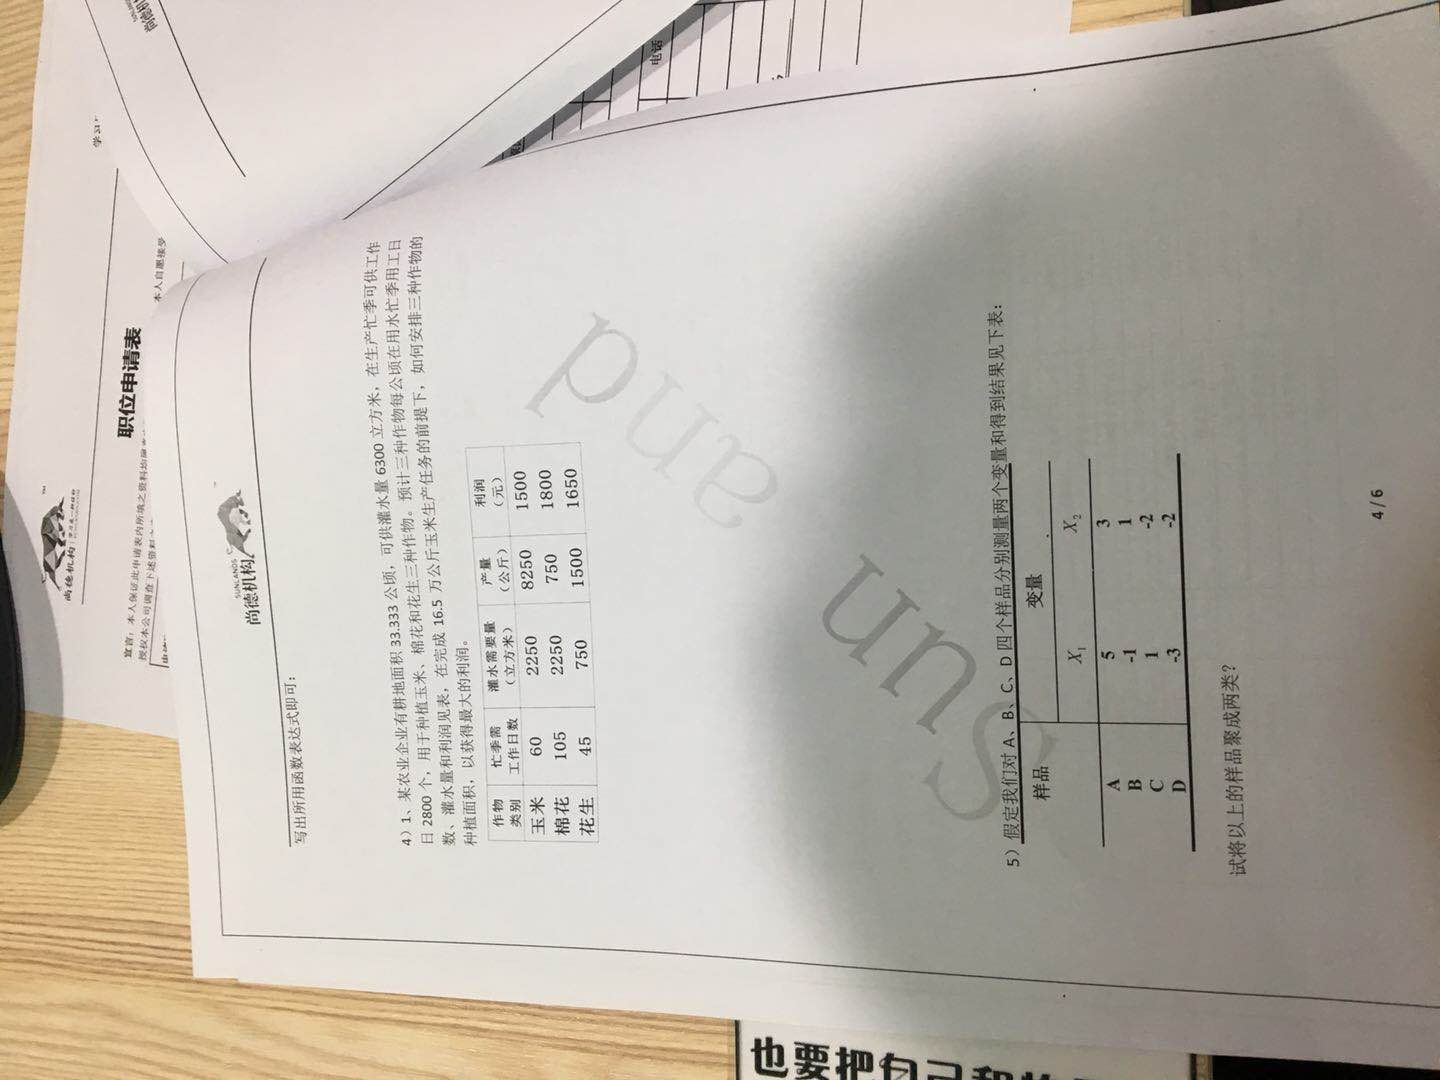 SUNLANDS
尚德机构
写出所用函数表达式即可；
4）1、某农业企业有耕地面积 33.333 公顷，可供灌水量 6300 立方米，在生产忙季可供工作
日 2800 个，用于种植玉米、棉花和花生三种作物。预计三种作物每公顷在用水忙季用工日
数、灌水量和利润见表，在完成 16.5 万公斤玉米生产任务的前提下，如何安排三种作物的
种植面积，以获得最大的利润。
作物类别 忙季需工作日数 灌水需要量（立方米） 产量（公斤） 利润（元）
玉米 60 2250 8250 1500
棉花 105 2250 750 1800
花生 45 750 1500 1650
Sun and
5）假定我们对 A、B、C、D 四个样品分别测量两个变量和得到结果见下表：
样品 变量
X₁ X₂
A 5 3
B -1 1
C 1 -2
D -3 -2
试将以上的样品聚成两类？
4 / 6
尚德机构
职位申请表
宣言：本人保证此申请表内所填之资料均
授权本公司调查下述资料
本人自愿接受
电话
也要把自己和